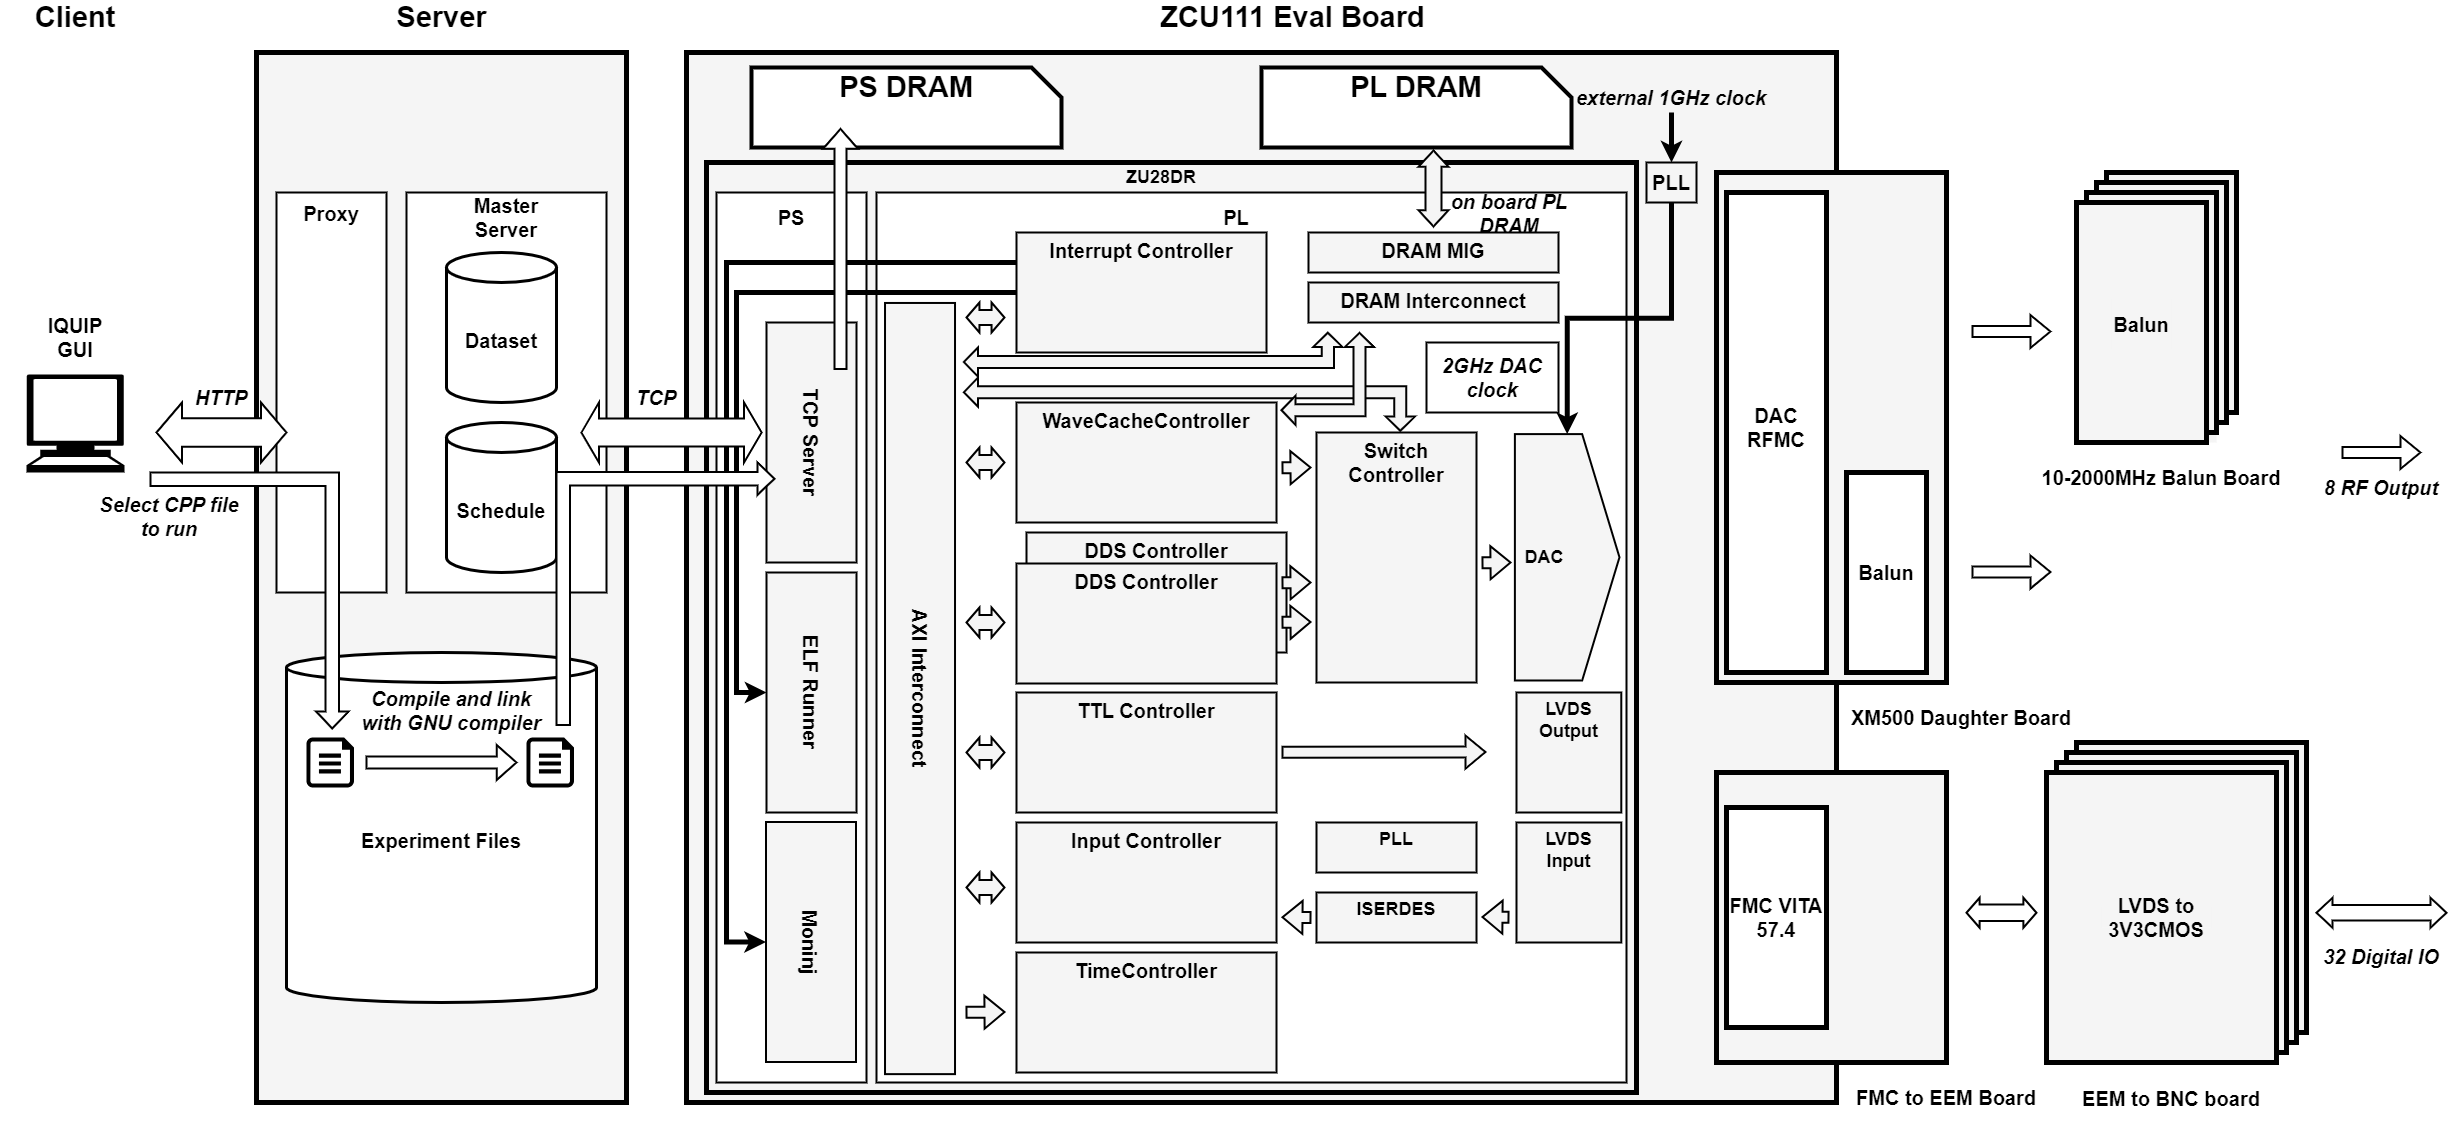 Client
Server
ZCU111 Eval Board
PS DRAM
PL DRAM
external 1GHz clock
PLL
ZU28DR
on board PL
DRAM
Proxy
Master
Server
Dataset
Schedule
IQUIP
GUI
HTTP
TCP
Select CPP file
to run
Compile and link
with GNU compiler
Experiment Files
PS
TCP Server
ELF Runner
Moninj
PL
AXI Interconnect
Interrupt Controller
DRAM MIG
DRAM Interconnect
2GHz DAC
clock
WaveCacheController
Switch
Controller
DDS Controller
DDS Controller
DAC
TTL Controller
LVDS
Output
Input Controller
PLL
ISERDES
LVDS
Input
TimeController
DAC
RFMC
Balun
XM500 Daughter Board
Balun
10-2000MHz Balun Board
8 RF Output
FMC VITA
57.4
FMC to EEM Board
LVDS to
3V3CMOS
EEM to BNC board
32 Digital IO